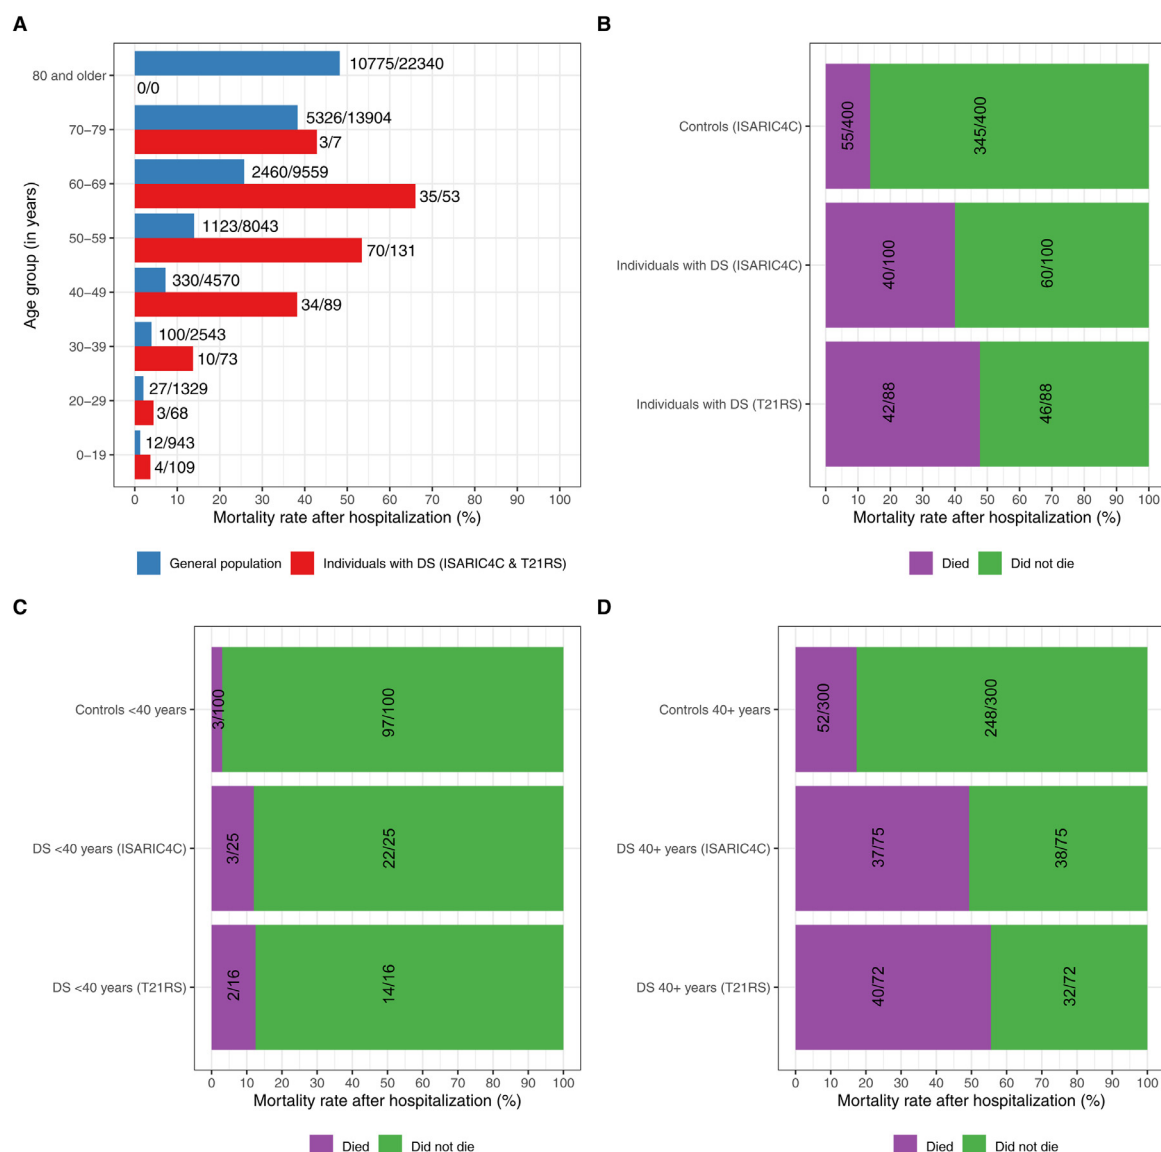 A
Age group (in years)
80 and older
10775/22340
0/0
70–79
5326/13904
3/7
60–69
2460/9559
35/53
50–59
1123/8043
70/131
40–49
330/4570
34/89
30–39
100/2543
10/73
20–29
27/1329
3/68
0–19
12/943
4/109
0 10 20 30 40 50 60 70 80 90 100
Mortality rate after hospitalization (%)
General population Individuals with DS (ISARIC4C & T21RS)
B
Controls (ISARIC4C)
55/400 345/400
Individuals with DS (ISARIC4C)
40/100 60/100
Individuals with DS (T21RS)
42/88 46/88
0 10 20 30 40 50 60 70 80 90 100
Mortality rate after hospitalization (%)
Died Did not die
C
Controls <40 years
3/100 97/100
DS <40 years (ISARIC4C)
3/25 22/25
DS <40 years (T21RS)
2/16 14/16
0 10 20 30 40 50 60 70 80 90 100
Mortality rate after hospitalization (%)
Died Did not die
D
Controls 40+ years
52/300 248/300
DS 40+ years (ISARIC4C)
37/75 38/75
DS 40+ years (T21RS)
40/72 32/72
0 10 20 30 40 50 60 70 80 90 100
Mortality rate after hospitalization (%)
Died Did not die